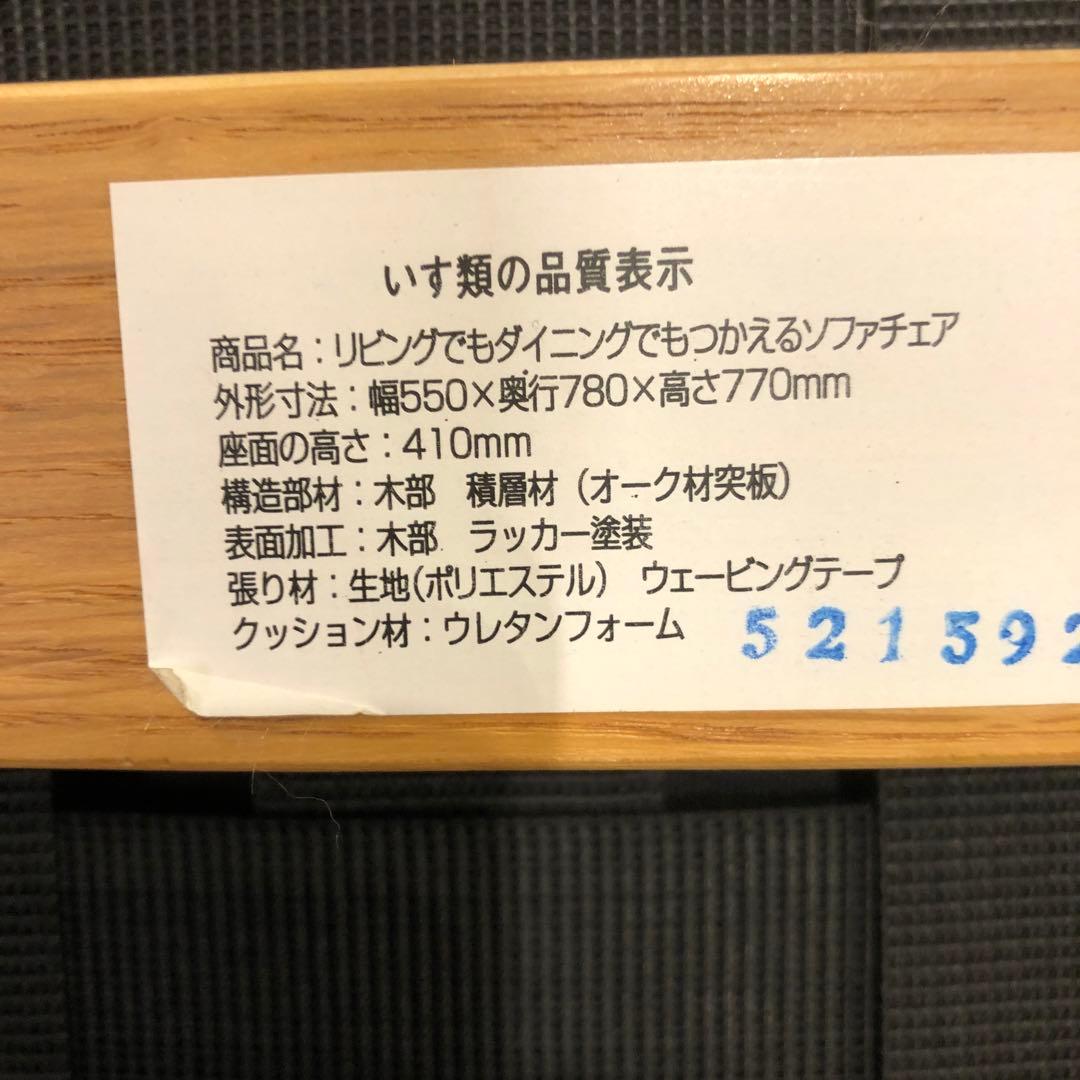 いす類の品質表示
商品名：リビングでもダイニングでもつかえるソファチェア
外形寸法：幅550×奥行780×高さ770mm
座面の高さ：410mm
構造部材：木部　積層材（オーク材突板）
表面加工：木部　ラッカー塗装
張り材：生地（ポリエステル）　ウェービングテープ
クッション材：ウレタンフォーム
521592